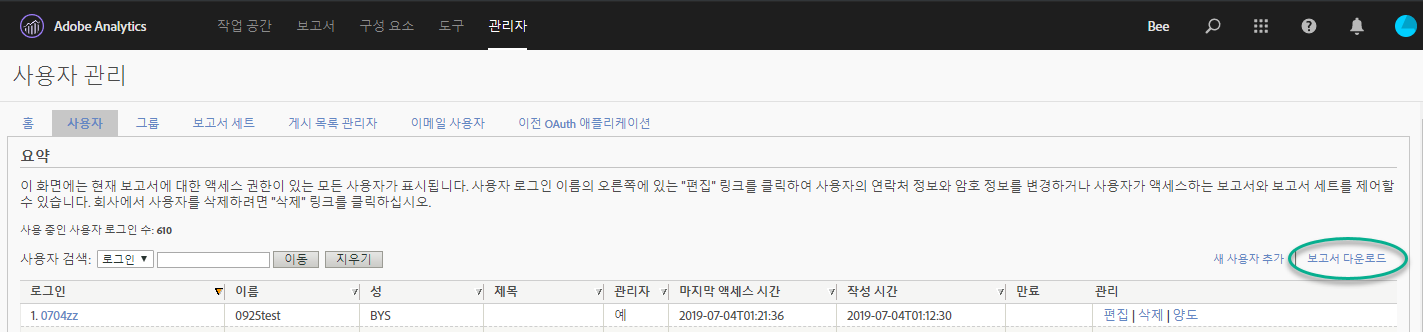 Adobe Analytics 작업 공간 보고서 구성 요소 도구 관리자 Bee
사용자 관리
홈 사용자 그룹 보고서 세트 게시 목록 관리자 이메일 사용자 이전 OAuth 애플리케이션
요약
이 화면에는 현재 보고서에 대한 액세스 권한이 있는 모든 사용자가 표시됩니다. 사용자 로그인 이름의 오른쪽에 있는 "편집" 링크를 클릭하여 사용자의 연락처 정보와 암호 정보를 변경하거나 사용자가 액세스하는 보고서와 보고서 세트를 제어할
수 있습니다. 회사에서 사용자를 삭제하려면 "삭제" 링크를 클릭하십시오.
사용 중인 사용자 로그인 수: 610
사용자 검색: 로그인 이동 지우기 새 사용자 추가 | 보고서 다운로드
로그인 이름 성 제목 관리자 마지막 액세스 시간 작성 시간 만료 관리
1. 0704zz 0925test BYS 예 2019-07-04T01:21:36 2019-07-04T01:12:30 편집 | 삭제 | 양도